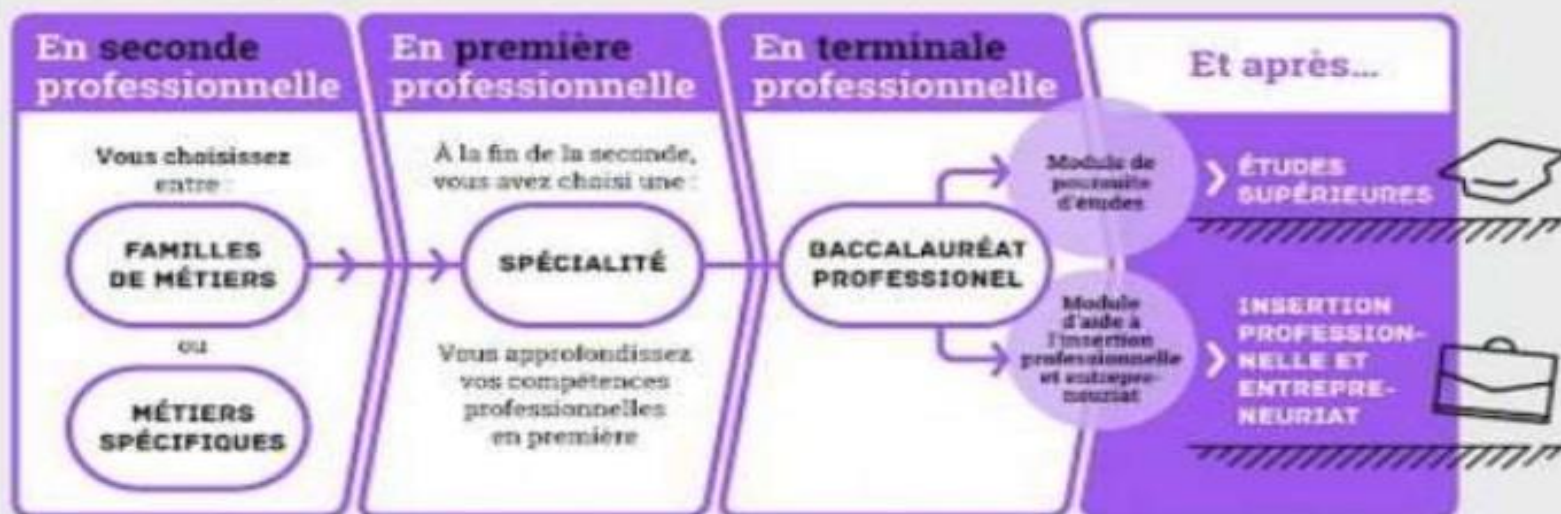 En seconde
professionnelle
Vous choisissez
entre :
FAMILLES
DE MÉTIERS
ou
MÉTIERS
SPÉCIFIQUES
En première
professionnelle
À la fin de la seconde,
vous avez choisi une :
SPÉCIALITÉ
Vous approfondissez
vos compétences
professionnelles
en première
En terminale
professionnelle
BACCALAURÉAT
PROFESSIONEL
Module de
poursuite
d'études
Module
d'aide à
l'insertion
professionnelle
et entrepre-
neuriat
Et après...
ÉTUDES
SUPÉRIEURES
INSERTION
PROFESSION-
NELLE ET
ENTREPRE-
NEURIAT